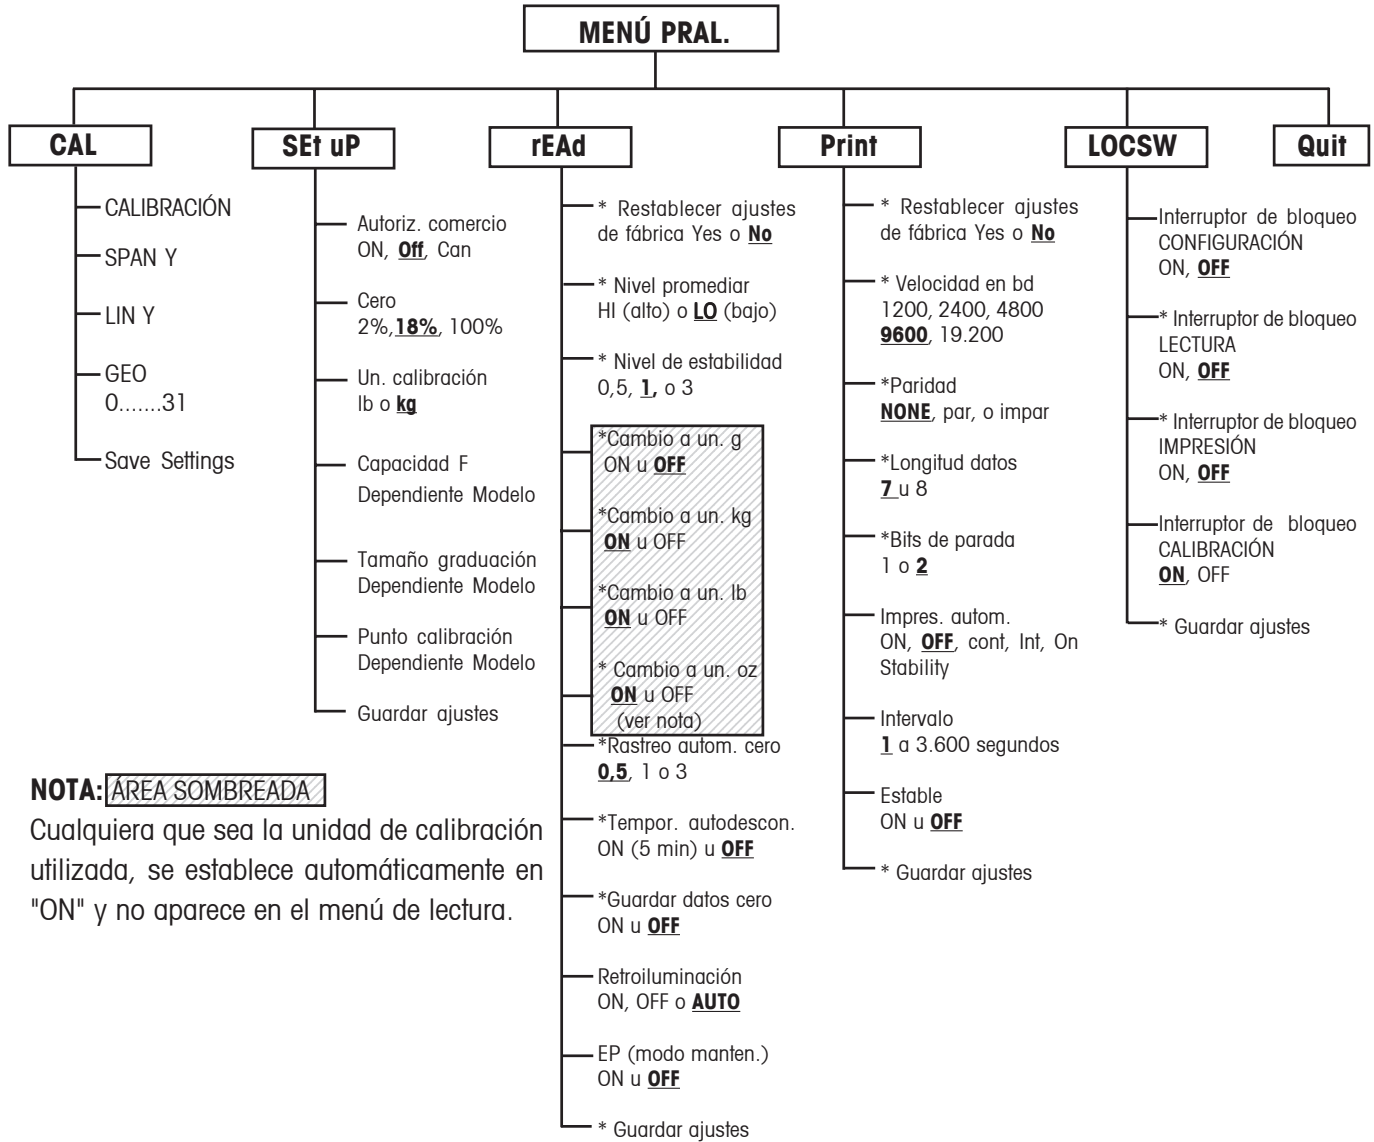 MENÚ PRAL.
CAL
CALIBRACIÓN
SPAN Y
LIN Y
GEO
0.......31
Save Settings
SEt uP
Autoriz. comercio
ON, Off, Can
Cero
2%,18%, 100%
Un. calibración
lb o kg
Capacidad F
Dependiente Modelo
Tamaño graduación
Dependiente Modelo
Punto calibración
Dependiente Modelo
Guardar ajustes
rEAd
* Restablecer ajustes
de fábrica Yes o No
* Nivel promediar
HI (alto) o LO (bajo)
* Nivel de estabilidad
0,5, 1, o 3
*Cambio a un. g
ON u OFF
*Cambio a un. kg
ON u OFF
*Cambio a un. lb
ON u OFF
* Cambio a un. oz
ON u OFF
(ver nota)
*Rastreo autom. cero
0,5, 1 o 3
*Tempor. autodescon.
ON (5 min) u OFF
*Guardar datos cero
ON u OFF
Retroiluminación
ON, OFF o AUTO
EP (modo manten.)
ON u OFF
* Guardar ajustes
Print
* Restablecer ajustes
de fábrica Yes o No
* Velocidad en bd
1200, 2400, 4800
9600, 19.200
*Paridad
NONE, par, o impar
*Longitud datos
7 u 8
*Bits de parada
1 o 2
Impres. autom.
ON, OFF, cont, Int, On
Stability
Intervalo
1 a 3.600 segundos
Estable
ON u OFF
* Guardar ajustes
LOCSW
Interruptor de bloqueo
CONFIGURACIÓN
ON, OFF
* Interruptor de bloqueo
LECTURA
ON, OFF
* Interruptor de bloqueo
IMPRESIÓN
ON, OFF
Interruptor de bloqueo
CALIBRACIÓN
ON, OFF
* Guardar ajustes
Quit
NOTA: ÁREA SOMBREADA
Cualquiera que sea la unidad de calibración
utilizada, se establece automáticamente en
"ON" y no aparece en el menú de lectura.